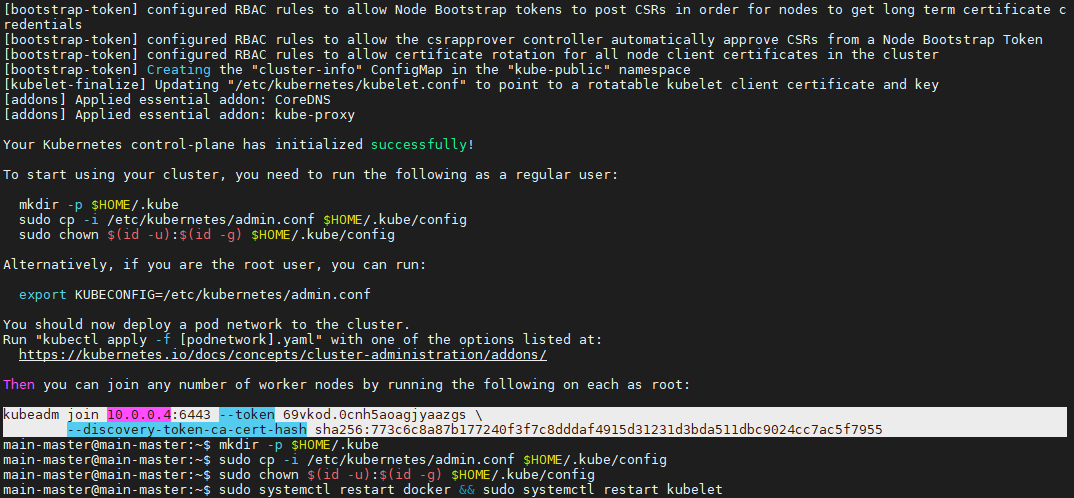 [bootstrap-token] configured RBAC rules to allow Node Bootstrap tokens to post CSRs in order for nodes to get long term certificate c
redentials
[bootstrap-token] configured RBAC rules to allow the csrapprover controller automatically approve CSRs from a Node Bootstrap Token
[bootstrap-token] configured RBAC rules to allow certificate rotation for all node client certificates in the cluster
[bootstrap-token] Creating the "cluster-info" ConfigMap in the "kube-public" namespace
[kubelet-finalize] Updating "/etc/kubernetes/kubelet.conf" to point to a rotatable kubelet client certificate and key
[addons] Applied essential addon: CoreDNS
[addons] Applied essential addon: kube-proxy

Your Kubernetes control-plane has initialized successfully!

To start using your cluster, you need to run the following as a regular user:

  mkdir -p $HOME/.kube
  sudo cp -i /etc/kubernetes/admin.conf $HOME/.kube/config
  sudo chown $(id -u):$(id -g) $HOME/.kube/config

Alternatively, if you are the root user, you can run:

  export KUBECONFIG=/etc/kubernetes/admin.conf

You should now deploy a pod network to the cluster.
Run "kubectl apply -f [podnetwork].yaml" with one of the options listed at:
  https://kubernetes.io/docs/concepts/cluster-administration/addons/

Then you can join any number of worker nodes by running the following on each as root:

kubeadm join 10.0.0.4:6443 --token 69vkod.0cnh5aoagjyaazgs \
        --discovery-token-ca-cert-hash sha256:773c6c8a87b177240f3f7c8dddaf4915d31231d3bda511dbc9024cc7ac5f7955
main-master@main-master:~$ mkdir -p $HOME/.kube
main-master@main-master:~$ sudo cp -i /etc/kubernetes/admin.conf $HOME/.kube/config
main-master@main-master:~$ sudo chown $(id -u):$(id -g) $HOME/.kube/config
main-master@main-master:~$ sudo systemctl restart docker && sudo systemctl restart kubelet